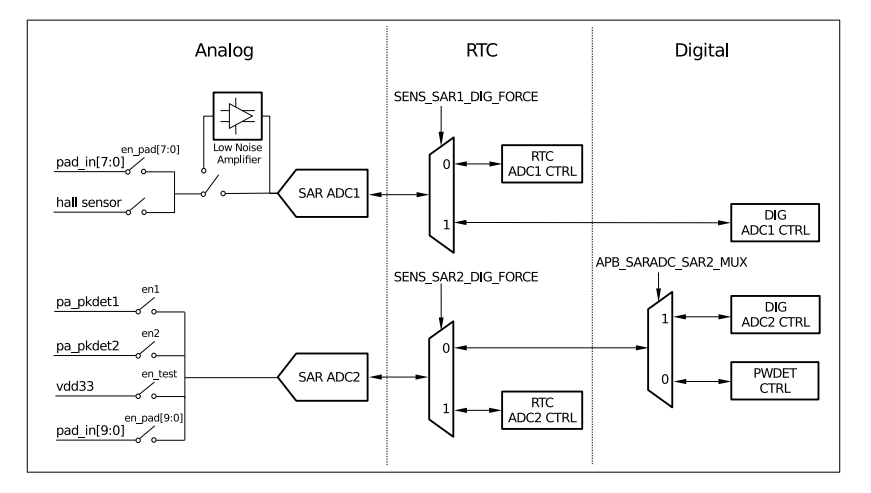 Analog
RTC
Digital
SENS_SAR1_DIG_FORCE
en_pad[7:0]
Low Noise
Amplifier
pad_in[7:0]
0
RTC
ADC1 CTRL
SAR ADC1
hall sensor
1
DIG
ADC1 CTRL
SENS_SAR2_DIG_FORCE
APB_SARADC_SAR2_MUX
en1
pa_pkdet1
1
DIG
ADC2 CTRL
en2
pa_pkdet2
0
en_test
vdd33
SAR ADC2
0
PWDET
CTRL
en_pad[9:0]
pad_in[9:0]
1
RTC
ADC2 CTRL